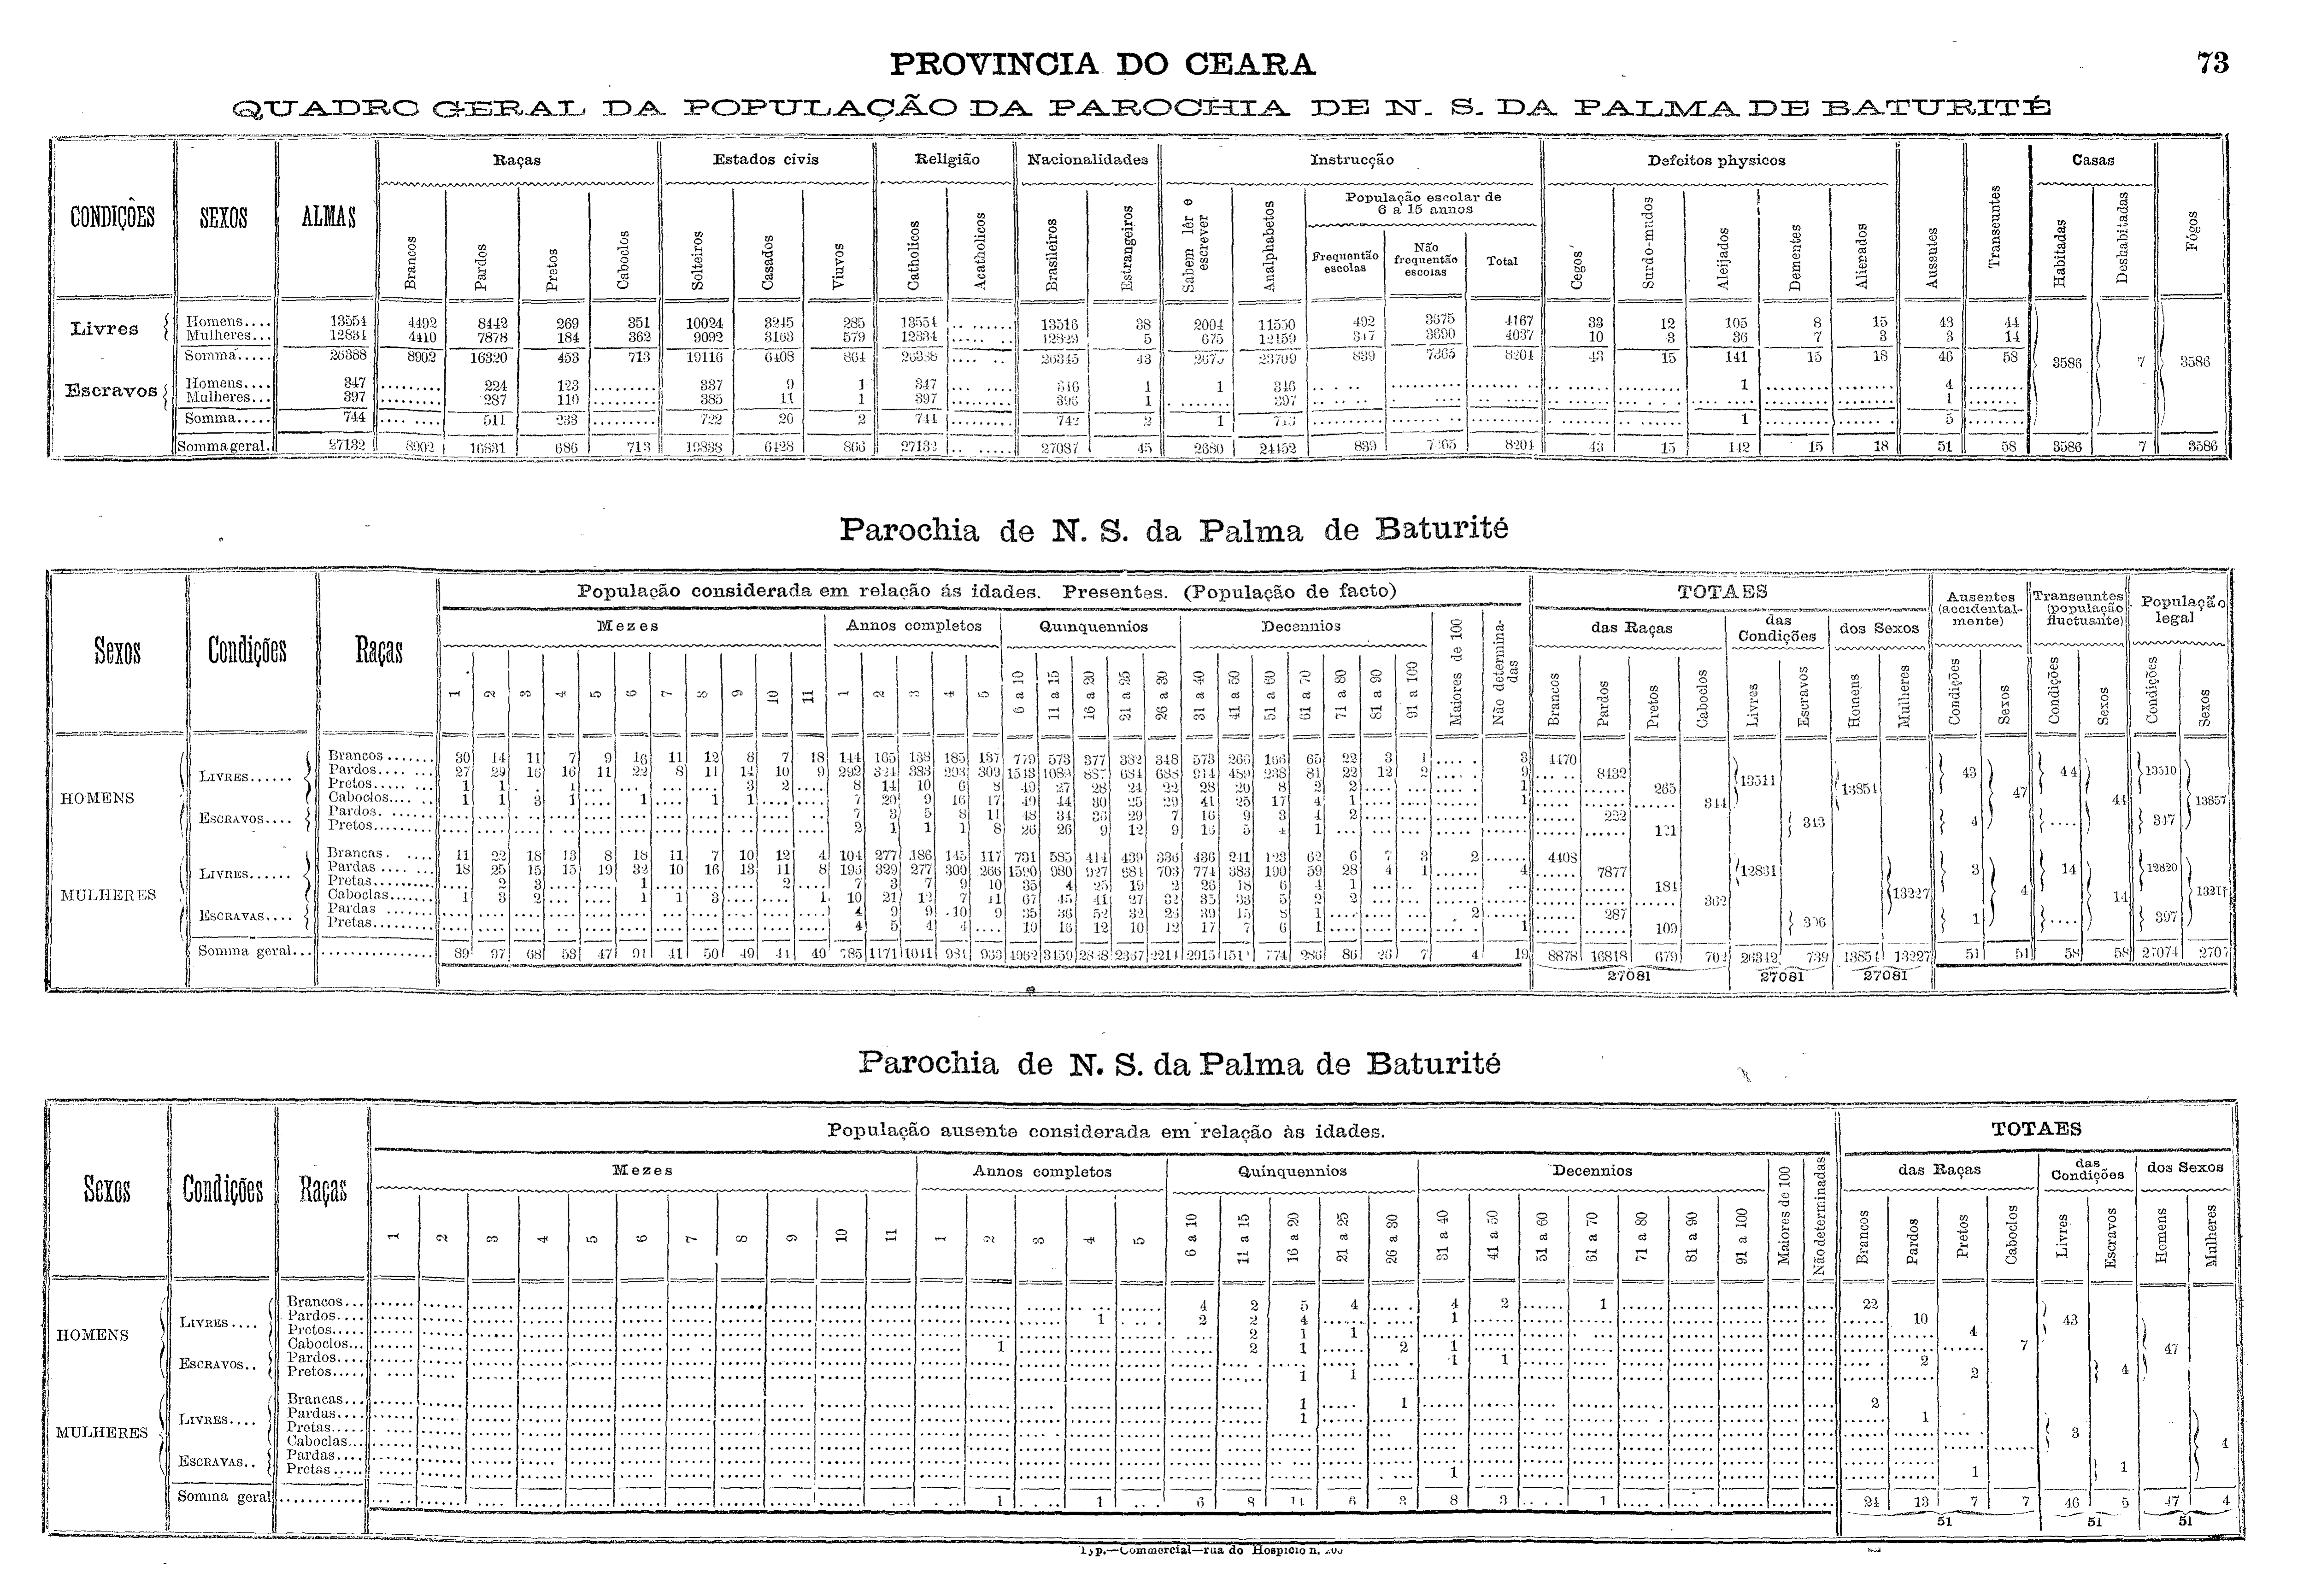 PROVINCIA DO CEARA
73
QUADRO GERAL DA POPULAÇÃO DA PAROCHIA DE N. S. DA PALMA DE BATURITÉ
CONDIÇÕES SEXOS ALMAS Raças Estados civis Religião Nacionalidades Instrucção Defeitos physicos Ausentes Transeuntes Casas Fógos
Brancos Pardos Pretos Caboclos Solteiros Casados Viuvos Catholicos Acatholicos Brasileiros Estrangeiros Sabem lêr e escrever Analphabetos População escolar de 6 a 15 annos Cegos Surdo-mudos Aleijados Dementes Alienados Habitadas Deshabitadas
Frequentão escolas Não frequentão escolas Total
Livres Homens.... 13554 4492 8442 269 351 10024 3245 285 13554 13516 38 2004 11550 492 3675 4167 33 12 105 8 15 43 44
Mulheres... 12834 4410 7878 184 362 9092 3163 579 12834 12829 5 675 12159 347 3690 4037 10 3 36 7 3 3 14
Somma..... 26388 8902 16320 453 713 19116 6408 864 26388 26345 43 23709 839 7365 8204 43 15 141 15 18 46 58 3586 7 3586
Escravos Homens.... 347 224 123 337 9 1 347 346 1 1 346 1 4
Mulheres... 397 287 110 385 11 1 397 396 1 397 1
Somma..... 744 511 233 722 20 2 744 742 2 1 1 5
Somma geral. 27132 8902 16831 686 713 19838 6428 866 27132 27087 45 2680 24452 839 7365 8204 43 15 142 15 18 51 58 3586 7 3586
Parochia de N. S. da Palma de Baturité
Sexos Condições Raças População considerada em relação ás idades. Presentes. (População de facto) TOTAES Ausentes (accidentalmente) Transeuntes (população fluctuante) População legal
Mezes Annos completos Quinquennios Decennios Maiores de 100 Não determinadas das Raças das Condições dos Sexos
1 2 3 4 5 6 7 8 9 10 11 1 2 3 4 5 6 a 10 11 a 15 16 a 20 21 a 25 26 a 30 31 a 40 41 a 50 51 a 60 61 a 70 71 a 80 81 a 90 91 a 100 Brancos Pardos Pretos Caboclos Livres Escravos Homens Mulheres Condições Sexos Condições Sexos Condições Sexos
HOMENS LIVRES...... Brancos....... 30 14 11 7 9 16 11 12 8 7 18 144 165 138 185 137 779 573 377 332 348 573 266 166 65 22 3 1 3 4470
Pardos.... 27 29 16 16 11 22 8 11 14 10 9 292 324 383 293 309 1543 1089 887 684 688 914 489 238 81 22 12 2 9 8432 13511 43 44 13510
Pretos..... 1 1 1 3 2 8 14 10 6 8 49 27 28 24 22 28 20 8 2 2 1 265 13854 47 44 13857
Caboclos.... 1 1 3 1 1 1 1 7 20 9 16 17 49 44 30 25 29 41 25 17 4 1 1 344
ESCRAVOS.... Pardos. 7 3 5 8 11 48 34 36 29 7 16 9 3 4 2 343 4 347
Pretos......... 2 1 1 1 8 26 26 9 12 9 15 5 4 1 121
MULHERES LIVRES...... Brancas. 11 22 18 13 8 18 11 7 10 12 4 104 277 186 145 117 731 585 414 439 336 436 241 123 62 6 7 3 2 4408
Pardas 18 25 15 15 19 32 10 16 13 11 8 195 329 277 309 266 1590 980 927 981 703 774 383 190 59 28 4 1 4 7877 12831 3 14 12820
Pretas......... 2 3 1 2 7 3 7 9 10 35 4 25 19 2 26 18 6 4 1 184 13227 4
Caboclas...... 1 3 2 1 1 3 1 10 21 12 7 11 67 45 41 27 32 35 33 5 2 2 362 14
ESCRAVAS.... Pardas 4 9 9 10 9 35 36 52 32 25 39 15 8 1 2 287 396 1 397
Pretas......... 4 5 4 4 19 16 12 10 12 17 7 6 1 1 109
Somma geral... 89 97 68 53 47 91 41 50 49 44 40 785 1171 1041 981 4962 3459 2367 2211 2915 774 286 86 26 7 4 19 8878 16818 679 26342 739 13854 13227 51 51 58 58 27074
27081 27081 27081
Parochia de N. S. da Palma de Baturité
Sexos Condições Raças População ausente considerada em relação às idades. TOTAES
Mezes Annos completos Quinquennios Decennios Maiores de 100 Não determinadas das Raças das Condições dos Sexos
1 2 3 4 5 6 7 8 9 10 11 1 2 3 4 5 6 a 10 11 a 15 16 a 20 21 a 25 26 a 30 31 a 40 41 a 50 51 a 60 61 a 70 71 a 80 81 a 90 91 a 100 Brancos Pardos Pretos Caboclos Livres Escravos Homens Mulheres
HOMENS LIVRES.... Brancos... 4 2 5 4 4 2 1 22
Pardos.... 1 2 2 4 1 10 43
Pretos..... 2 1 1 4
Caboclos... 1 2 1 2 1 7 47
ESCRAVOS.. Pardos.... 1 1 2 4
Pretos..... 1 1 2
MULHERES LIVRES.... Brancas... 1 1 2
Pardas.... 1 1
Pretas..... 3
Caboclas... 4
ESCRAVAS.. Pardas.... 1
Pretas..... 1 1
Somma geral 1 1 6 8 14 6 3 8 3 1 24 13 7 7 46 5 47 4
51 51 51
Typ.—Commercial—rua do Hospicio n.